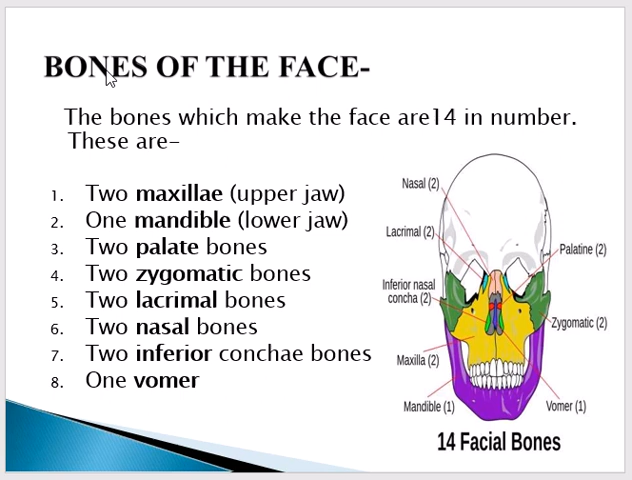 BONES OF THE FACE-
The bones which make the face are14 in number.
These are-
1. Two maxillae (upper jaw)
2. One mandible (lower jaw)
3. Two palate bones
4. Two zygomatic bones
5. Two lacrimal bones
6. Two nasal bones
7. Two inferior conchae bones
8. One vomer
Nasal (2)
Lacrimal (2)
Palatine (2)
Inferior nasal
concha (2)
Zygomatic (2)
Maxilla (2)
Mandible (1)
Vomer (1)
14 Facial Bones